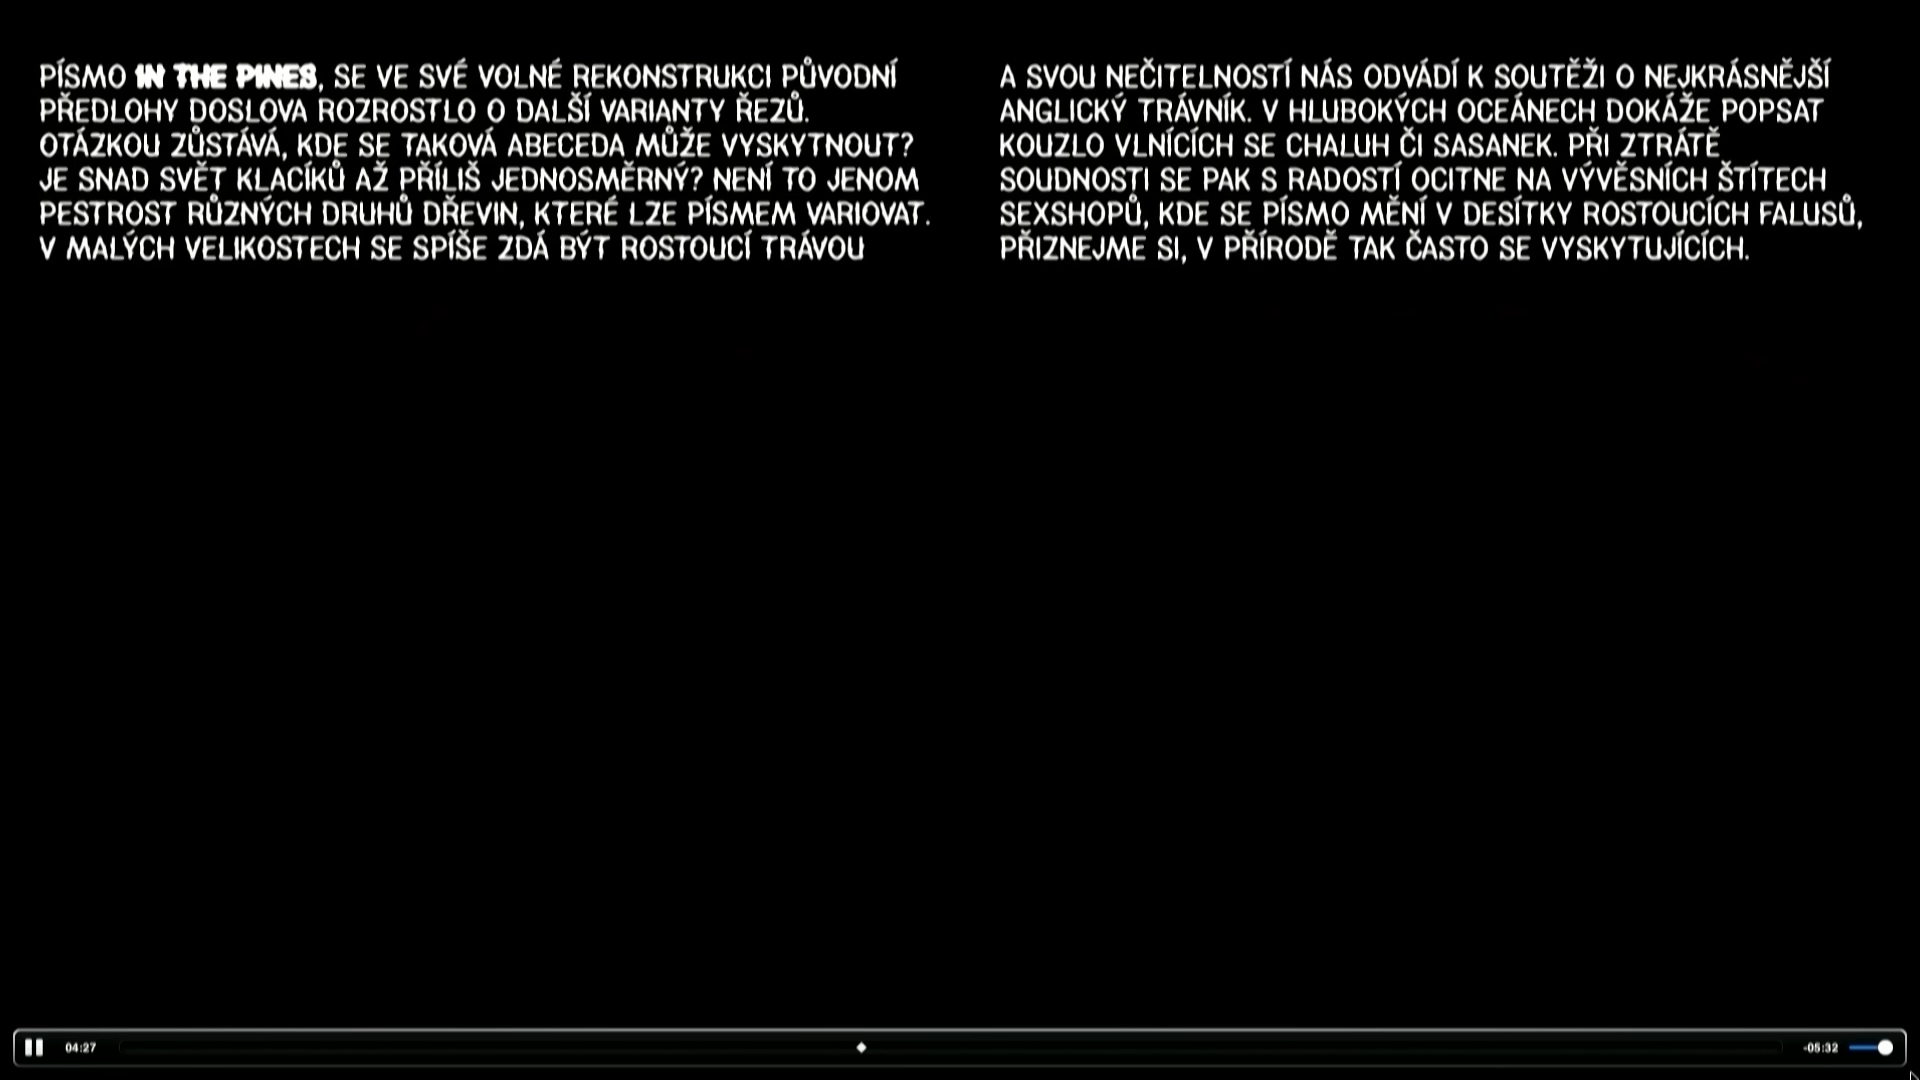 PÍSMO IN THE PINES, SE VE SVÉ VOLNÉ REKONSTRUKCI PŮVODNÍ
PŘEDLOHY DOSLOVA ROZROSTLO O DALŠÍ VARIANTY ŘEZŮ.
OTÁZKOU ZŮSTÁVÁ, KDE SE TAKOVÁ ABECEDA MŮŽE VYSKYTNOUT?
JE SNAD SVĚT KLACÍKŮ AŽ PŘÍLIŠ JEDNOSMĚRNÝ? NENÍ TO JENOM
PESTROST RŮZNÝCH DRUHŮ DŘEVIN, KTERÉ LZE PÍSMEM VARIOVAT.
V MALÝCH VELIKOSTECH SE SPÍŠE ZDÁ BÝT ROSTOUCÍ TRÁVOU
A SVOU NEČITELNOSTÍ NÁS ODVÁDÍ K SOUTĚŽI O NEJKRÁSNĚJŠÍ
ANGLICKÝ TRÁVNÍK. V HLUBOKÝCH OCEÁNECH DOKÁŽE POPSAT
KOUZLO VLNÍCÍCH SE CHALUH ČI SASANEK. PŘI ZTRÁTĚ
SOUDNOSTI SE PAK S RADOSTÍ OCITNE NA VÝVĚSNÍCH ŠTÍTECH
SEXSHOPŮ, KDE SE PÍSMO MĚNÍ V DESÍTKY ROSTOUCÍCH FALUSŮ,
PŘIZNEJME SI, V PŘÍRODĚ TAK ČASTO SE VYSKYTUJÍCÍCH.
04:27
-05:32